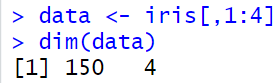 > data <- iris[,1:4]
> dim(data)
[1] 150   4